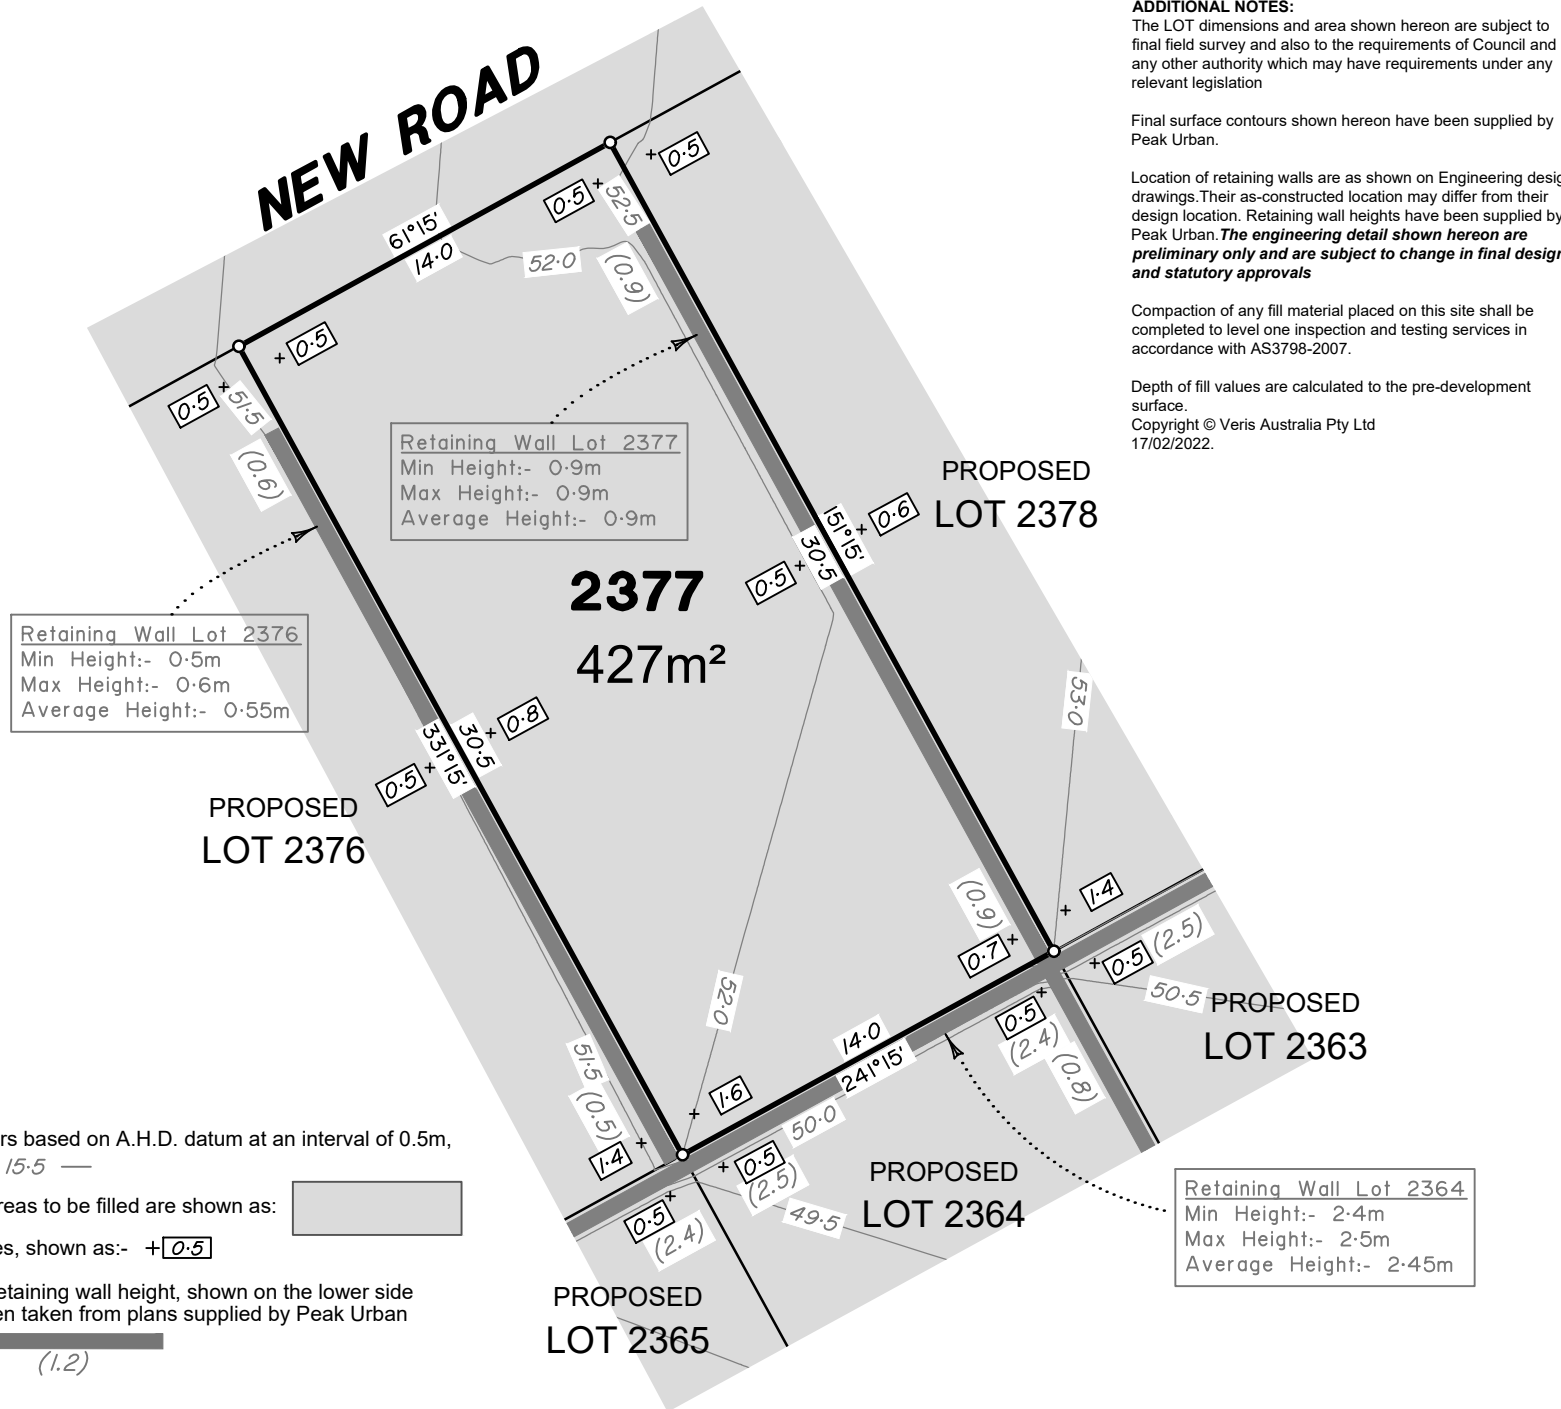 ADDITIONAL NOTES:
The LOT dimensions and area shown hereon are subject to
final field survey and also to the requirements of Council and
any other authority which may have requirements under any
relevant legislation
Final surface contours shown hereon have been supplied by
Peak Urban.
Location of retaining walls are as shown on Engineering desig
drawings.Their as-constructed location may differ from their
design location. Retaining wall heights have been supplied by
Peak Urban.The engineering detail shown hereon are
preliminary only and are subject to change in final design
and statutory approvals
Compaction of any fill material placed on this site shall be
completed to level one inspection and testing services in
accordance with AS3798-2007.
Depth of fill values are calculated to the pre-development
surface.
Copyright © Veris Australia Pty Ltd
17/02/2022.
NEW ROAD
0·5
0·5
52·5
61°15'
14·0
52·0
(0.9)
0·5
0·5
51·5
(0.6)
Retaining Wall Lot 2377
Min Height:- 0·9m
Max Height:- 0·9m
Average Height:- 0·9m
PROPOSED
LOT 2378
151°15'
0·6
30·5
0·5
2377
427m²
Retaining Wall Lot 2376
Min Height:- 0·5m
Max Height:- 0·6m
Average Height:- 0·55m
53·0
0·8
30·5
331°15'
0·5
PROPOSED
LOT 2376
(0.9)
1·4
0·7
0·5
(2.5)
50·5
PROPOSED
LOT 2363
52·0
0·5
(2.4)
(0.8)
14·0
241°15'
51·5
(0.5)
1·6
50·0
1·4
0·5
(2.5)
PROPOSED
LOT 2364
49·5
0·5
(2.4)
Retaining Wall Lot 2364
Min Height:- 2·4m
Max Height:- 2·5m
Average Height:- 2·45m
PROPOSED
LOT 2365
rs based on A.H.D. datum at an interval of 0.5m,
15·5 —
reas to be filled are shown as:
es, shown as:- +0·5
etaining wall height, shown on the lower side
en taken from plans supplied by Peak Urban
(1.2)